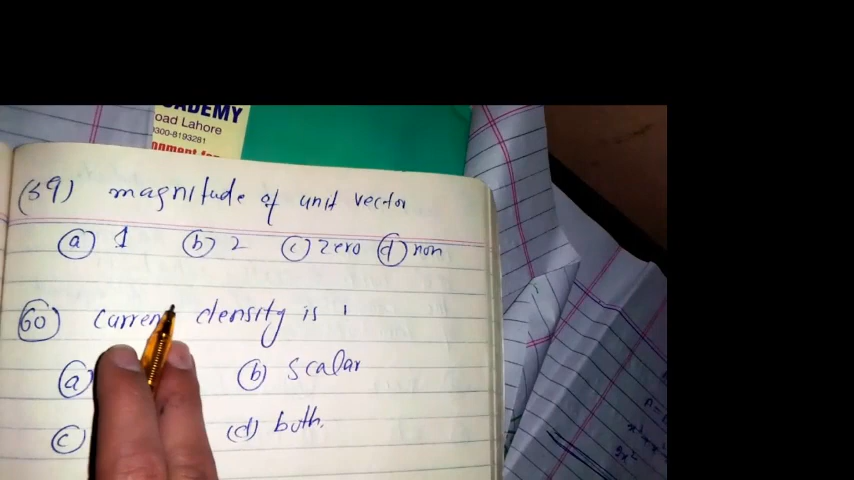 ADEMY
oad Lahore
0300-8193281
(59) magnitude of unit vector
(a) 1 (b) 2 (c) zero (d) non
(60) Current density is
(a) (b) scalar
(c) (d) both.